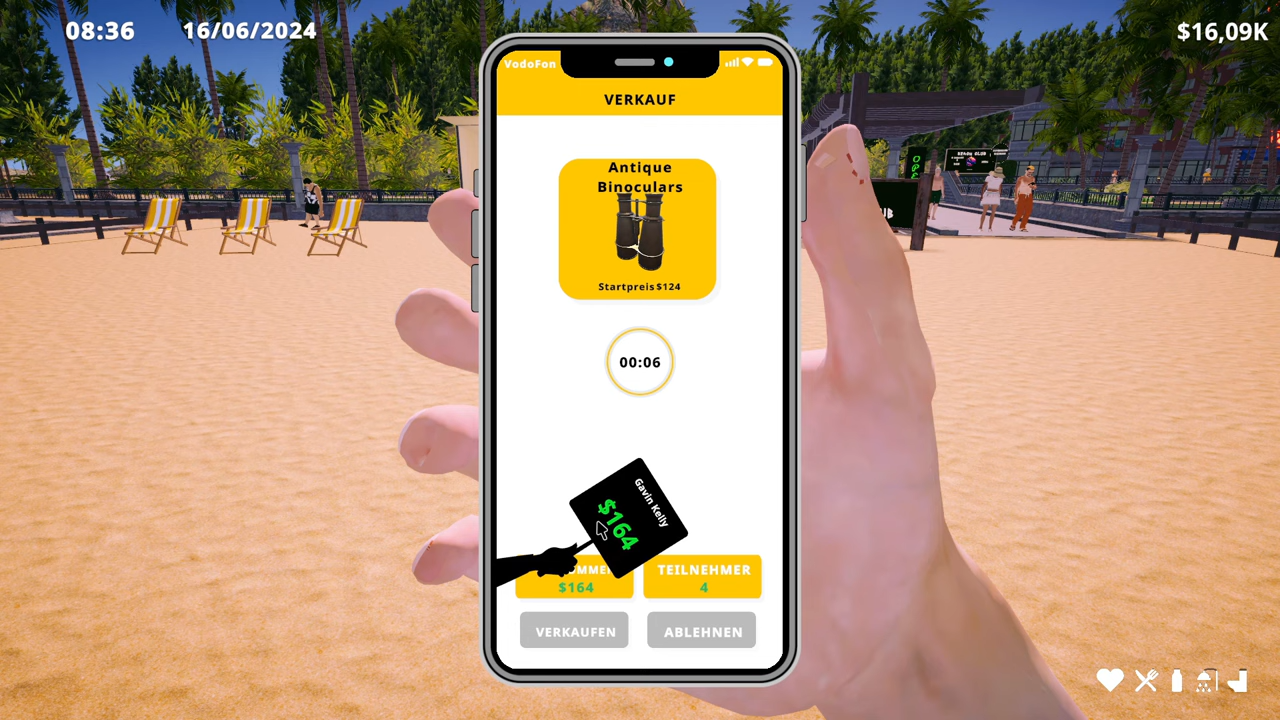 08:36
16/06/2024
$16,09K
VodoFon
VERKAUF
Antique
Binoculars
Startpreis $124
00:06
Gavin Kelly
$164
$164
TEILNEHMER
4
VERKAUFEN
ABLEHNEN